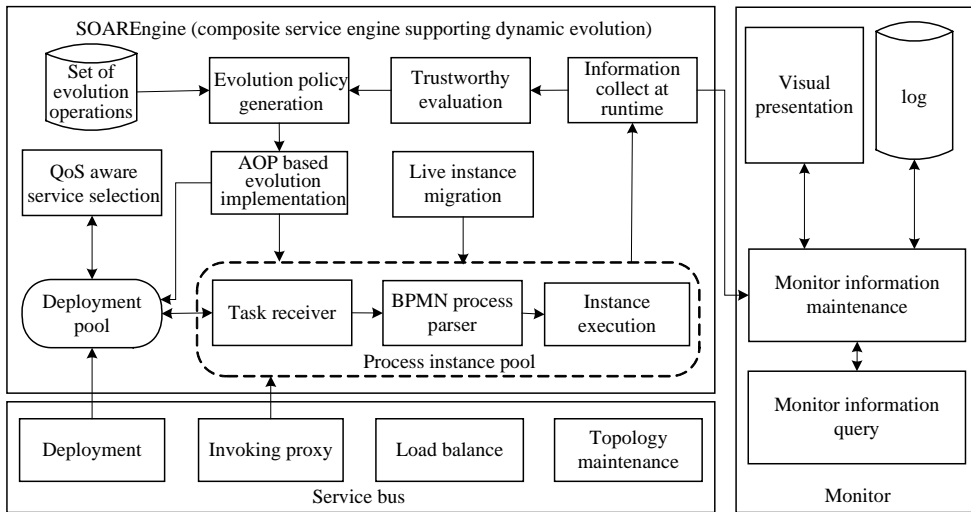 SOAREngine (composite service engine supporting dynamic evolution)
Set of
evolution
operations
Evolution policy
generation
Trustworthy
evaluation
Information
collect at
runtime
QoS aware
service selection
AOP based
evolution
implementation
Live instance
migration
Deployment
pool
Task receiver
BPMN process
parser
Instance
execution
Process instance pool
Deployment
Invoking proxy
Load balance
Topology
maintenance
Service bus
Visual
presentation
log
Monitor information
maintenance
Monitor information
query
Monitor